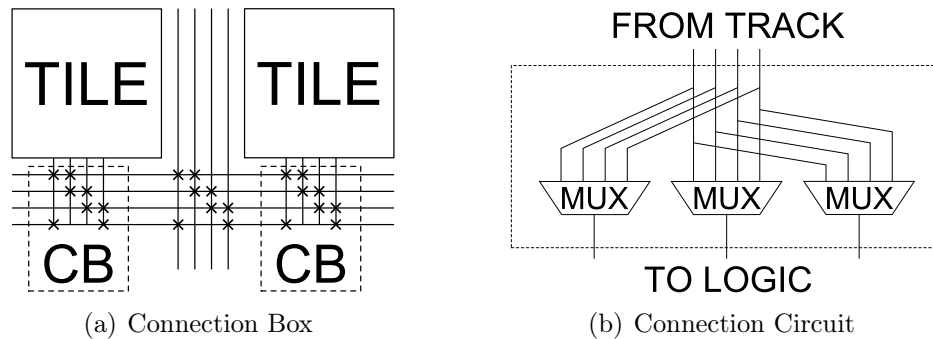 TILE
TILE
CB
CB
(a) Connection Box
FROM TRACK
MUX
MUX
MUX
TO LOGIC
(b) Connection Circuit